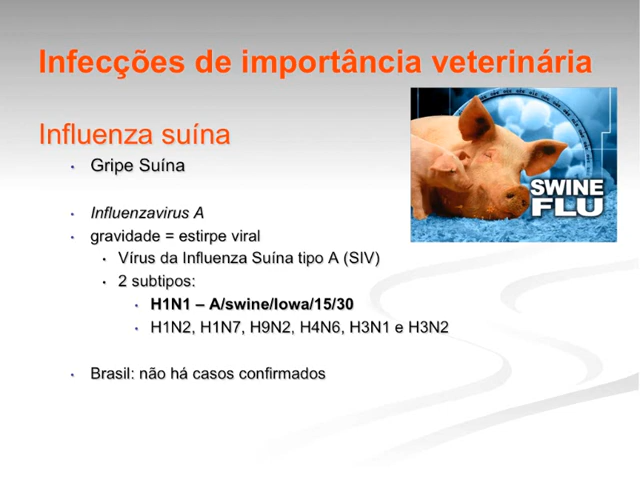 Infecções de importância veterinária
Influenza suína
• Gripe Suína
• Influenzavirus A
• gravidade = estirpe viral
• Vírus da Influenza Suína tipo A (SIV)
• 2 subtipos:
• H1N1 – A/swine/Iowa/15/30
• H1N2, H1N7, H9N2, H4N6, H3N1 e H3N2
• Brasil: não há casos confirmados
SWINE
FLU